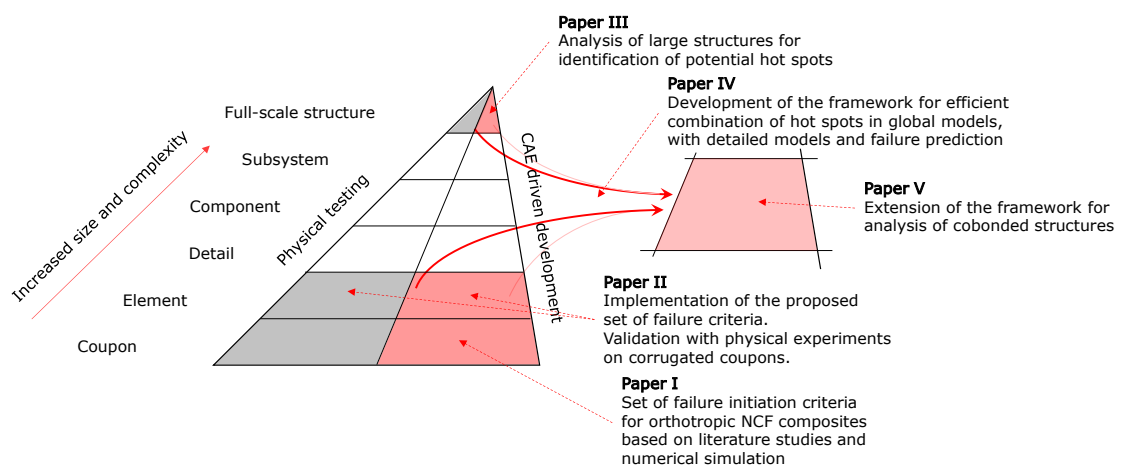 Paper III
Analysis of large structures for
identification of potential hot spots
Paper IV
Development of the framework for efficient
combination of hot spots in global models,
with detailed models and failure prediction
Full-scale structure
Subsystem
Component
Detail
Element
Coupon
Increased size and complexity
Physical testing
CAE driven development
Paper V
Extension of the framework for
analysis of cobonded structures
Paper II
Implementation of the proposed
set of failure criteria.
Validation with physical experiments
on corrugated coupons.
Paper I
Set of failure initiation criteria
for orthotropic NCF composites
based on literature studies and
numerical simulation